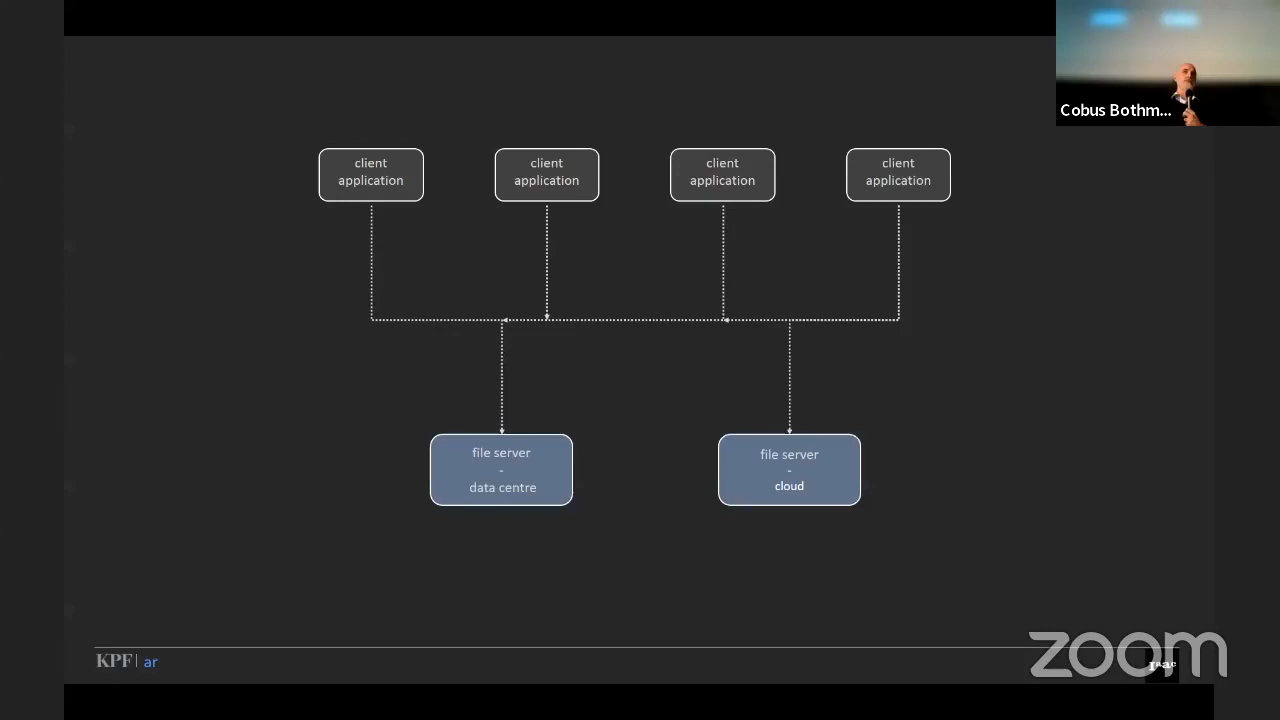 Cobus Bothm...
client
application
client
application
client
application
client
application
file server
-
data centre
file server
-
cloud
KPF| ar
zoom
Iaac